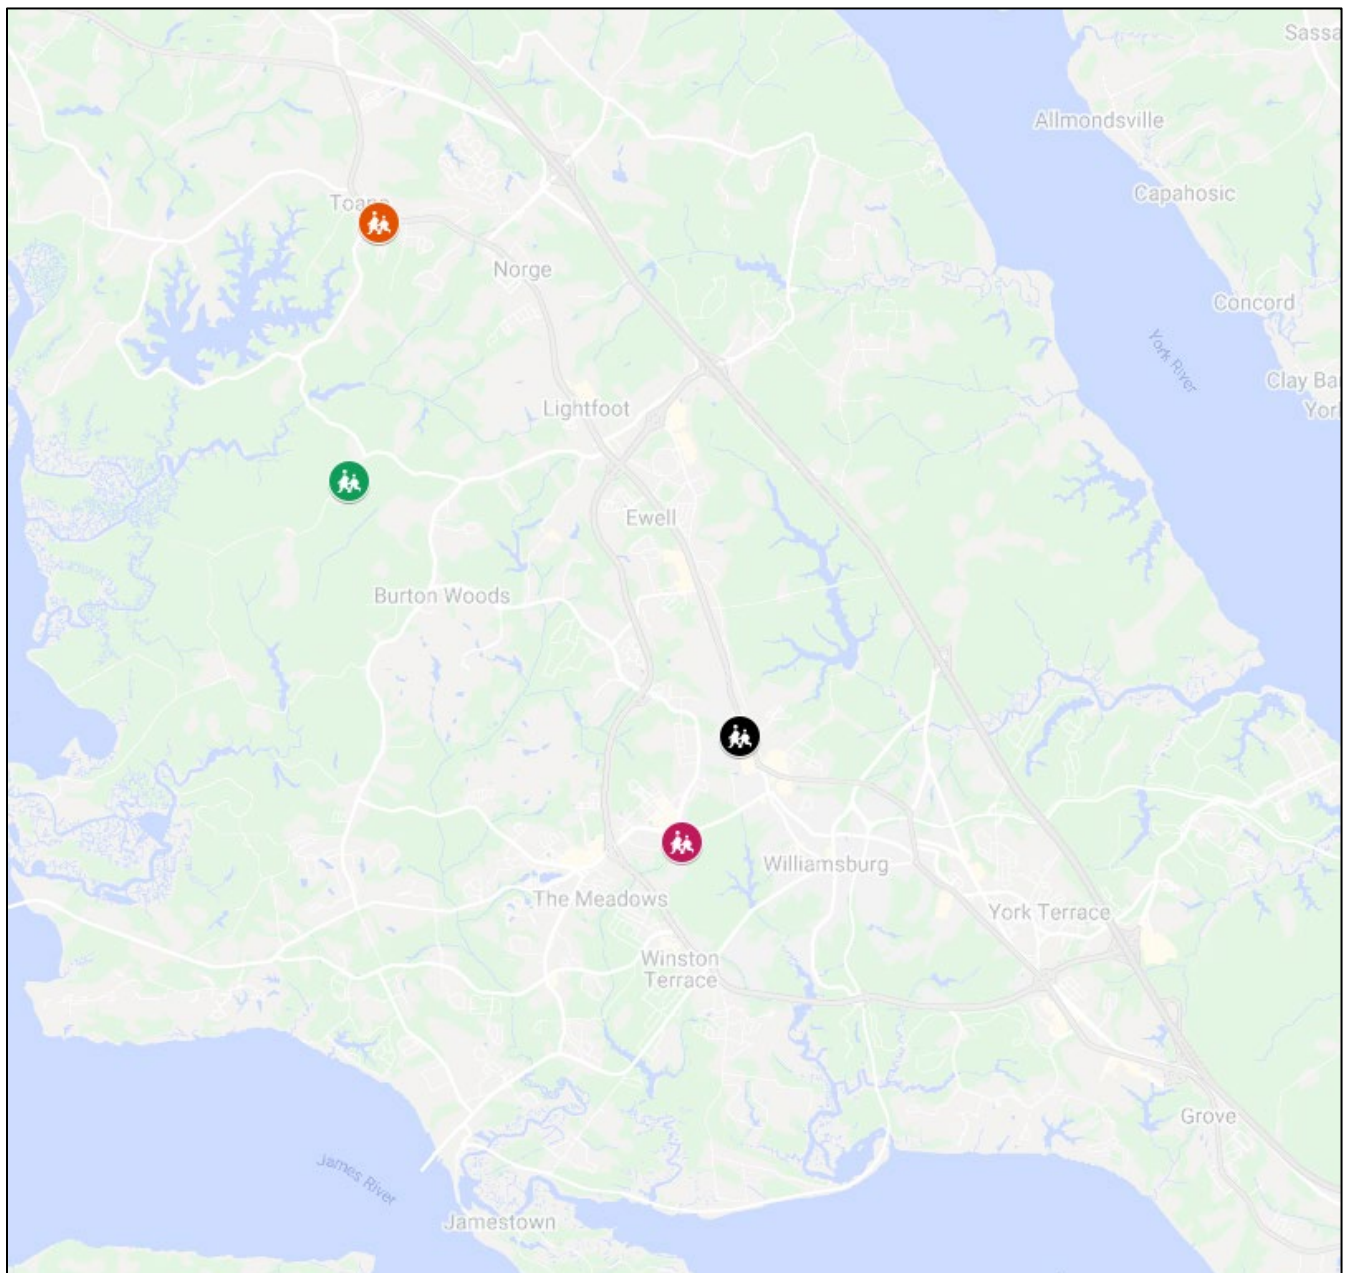 Sassa
Allmondsville
Capahosic
Toano
Norge
Concord
York River
Clay Ba
Yor
Lightfoot
Ewell
Burton Woods
Williamsburg
The Meadows
York Terrace
Winston
Terrace
Grove
James River
Jamestown